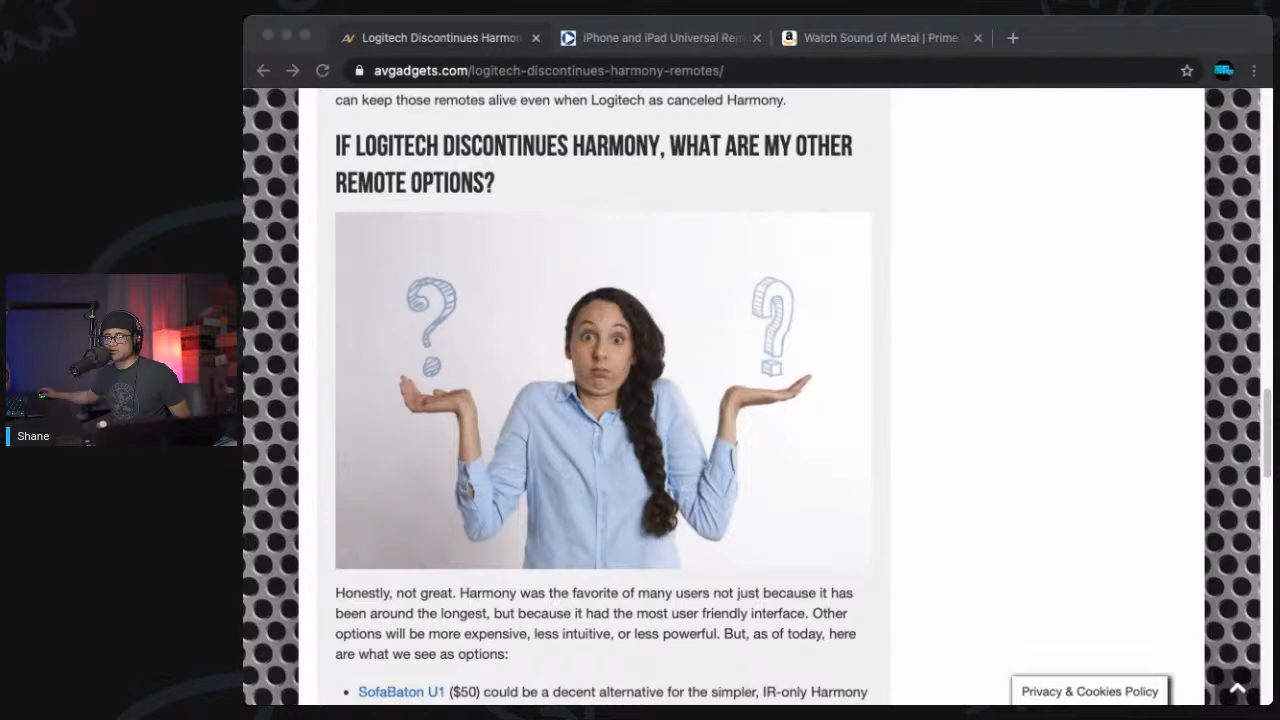 Logitech Discontinues Harmon
iPhone and iPad Universal Rem
Watch Sound of Metal | Prime
avgadgets.com/logitech-discontinues-harmony-remotes/
can keep those remotes alive even when Logitech as canceled Harmony.
IF LOGITECH DISCONTINUES HARMONY, WHAT ARE MY OTHER
REMOTE OPTIONS?
? ?
Shane
Honestly, not great. Harmony was the favorite of many users not just because it has
been around the longest, but because it had the most user friendly interface. Other
options will be more expensive, less intuitive, or less powerful. But, as of today, here
are what we see as options:
• SofaBaton U1 ($50) could be a decent alternative for the simpler, IR-only Harmony
Privacy & Cookies Policy